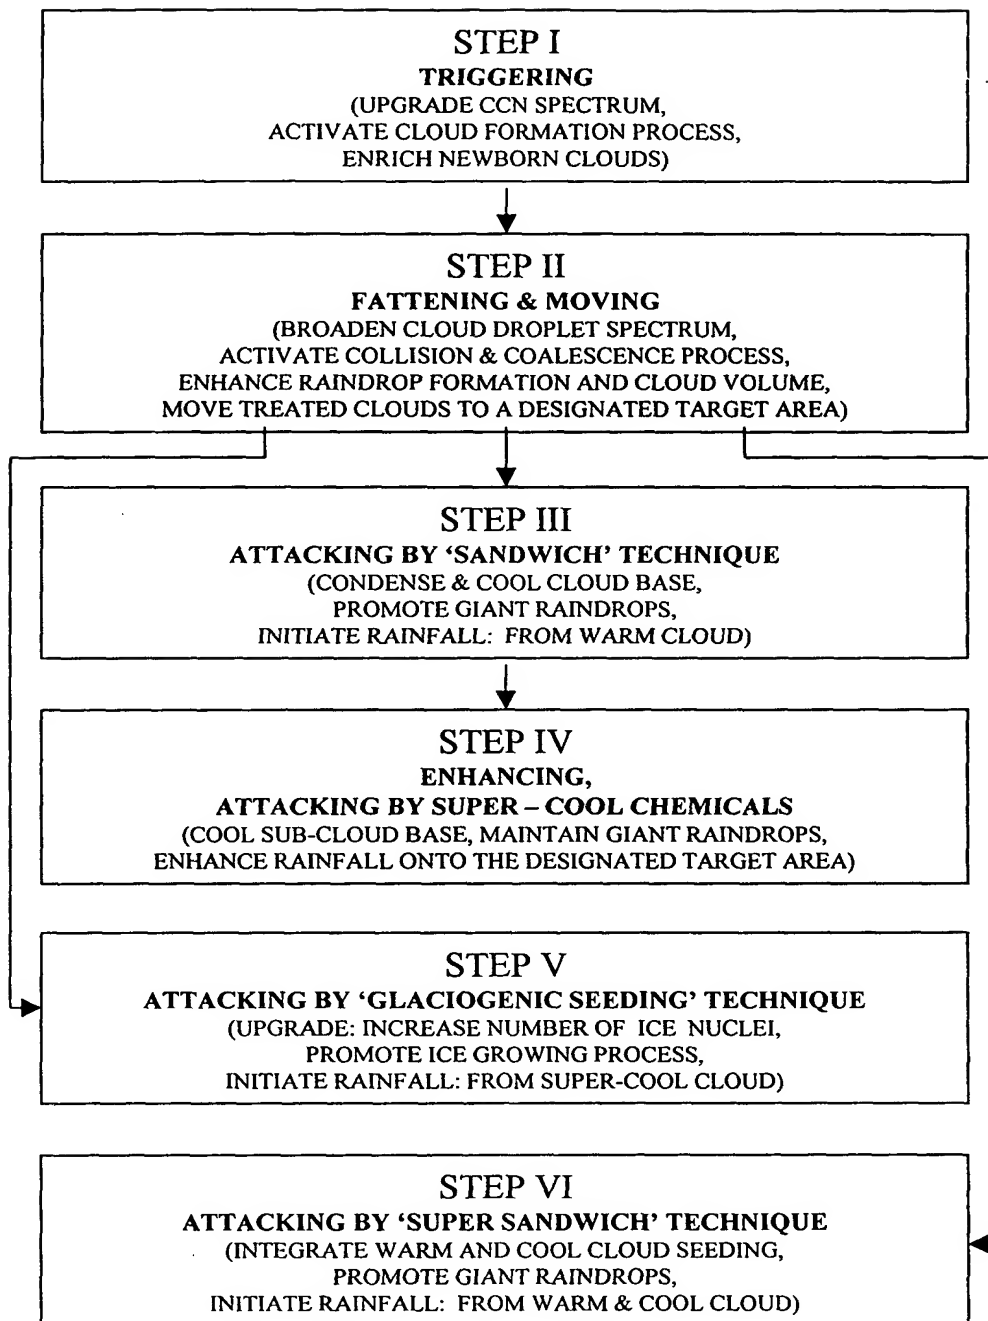 STEP I
TRIGGERING
(UPGRADE CCN SPECTRUM,
ACTIVATE CLOUD FORMATION PROCESS,
ENRICH NEWBORN CLOUDS)
STEP II
FATTENING & MOVING
(BROADEN CLOUD DROPLET SPECTRUM,
ACTIVATE COLLISION & COALESCENCE PROCESS,
ENHANCE RAINDROP FORMATION AND CLOUD VOLUME,
MOVE TREATED CLOUDS TO A DESIGNATED TARGET AREA)
STEP III
ATTACKING BY ‘SANDWICH’ TECHNIQUE
(CONDENSE & COOL CLOUD BASE,
PROMOTE GIANT RAINDROPS,
INITIATE RAINFALL: FROM WARM CLOUD)
STEP IV
ENHANCING,
ATTACKING BY SUPER – COOL CHEMICALS
(COOL SUB-CLOUD BASE, MAINTAIN GIANT RAINDROPS,
ENHANCE RAINFALL ONTO THE DESIGNATED TARGET AREA)
STEP V
ATTACKING BY ‘GLACIOGENIC SEEDING’ TECHNIQUE
(UPGRADE: INCREASE NUMBER OF ICE NUCLEI,
PROMOTE ICE GROWING PROCESS,
INITIATE RAINFALL: FROM SUPER-COOL CLOUD)
STEP VI
ATTACKING BY ‘SUPER SANDWICH’ TECHNIQUE
(INTEGRATE WARM AND COOL CLOUD SEEDING,
PROMOTE GIANT RAINDROPS,
INITIATE RAINFALL: FROM WARM & COOL CLOUD)